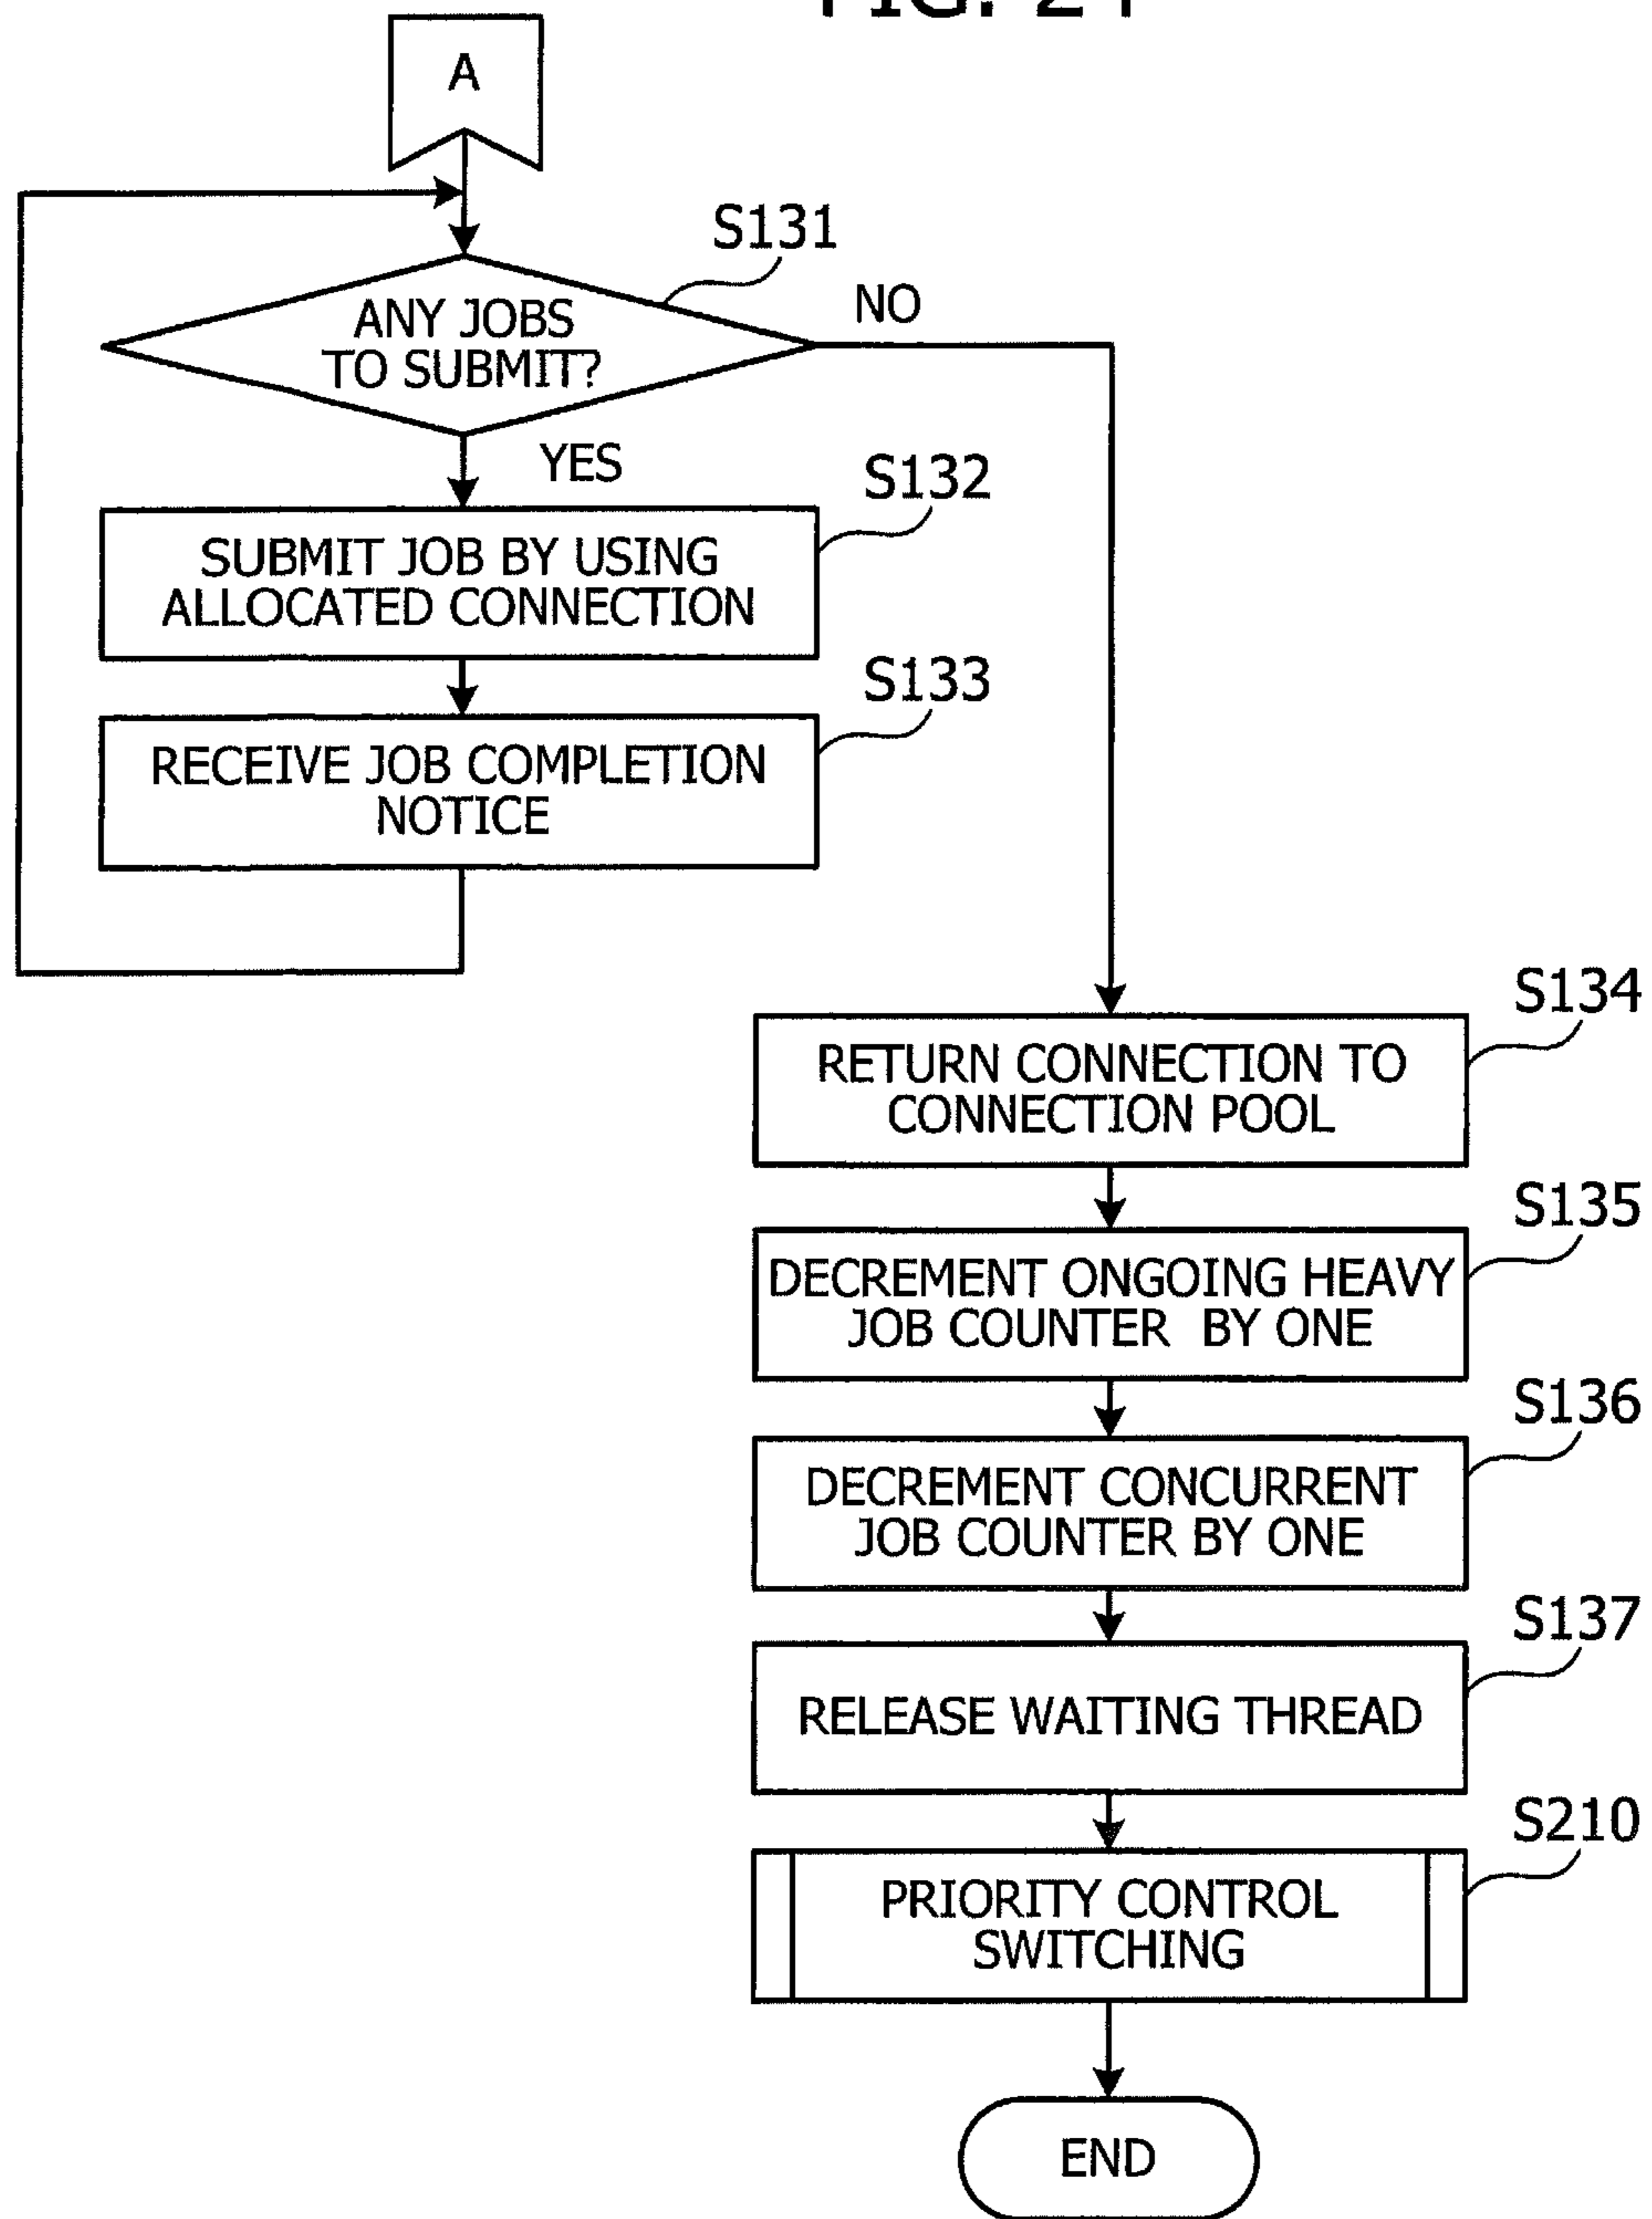 A
S131
ANY JOBS
TO SUBMIT?
NO
YES
S132
SUBMIT JOB BY USING
ALLOCATED CONNECTION
S133
RECEIVE JOB COMPLETION
NOTICE
S134
RETURN CONNECTION TO
CONNECTION POOL
S135
DECREMENT ONGOING HEAVY
JOB COUNTER BY ONE
S136
DECREMENT CONCURRENT
JOB COUNTER BY ONE
S137
RELEASE WAITING THREAD
S210
PRIORITY CONTROL
SWITCHING
END